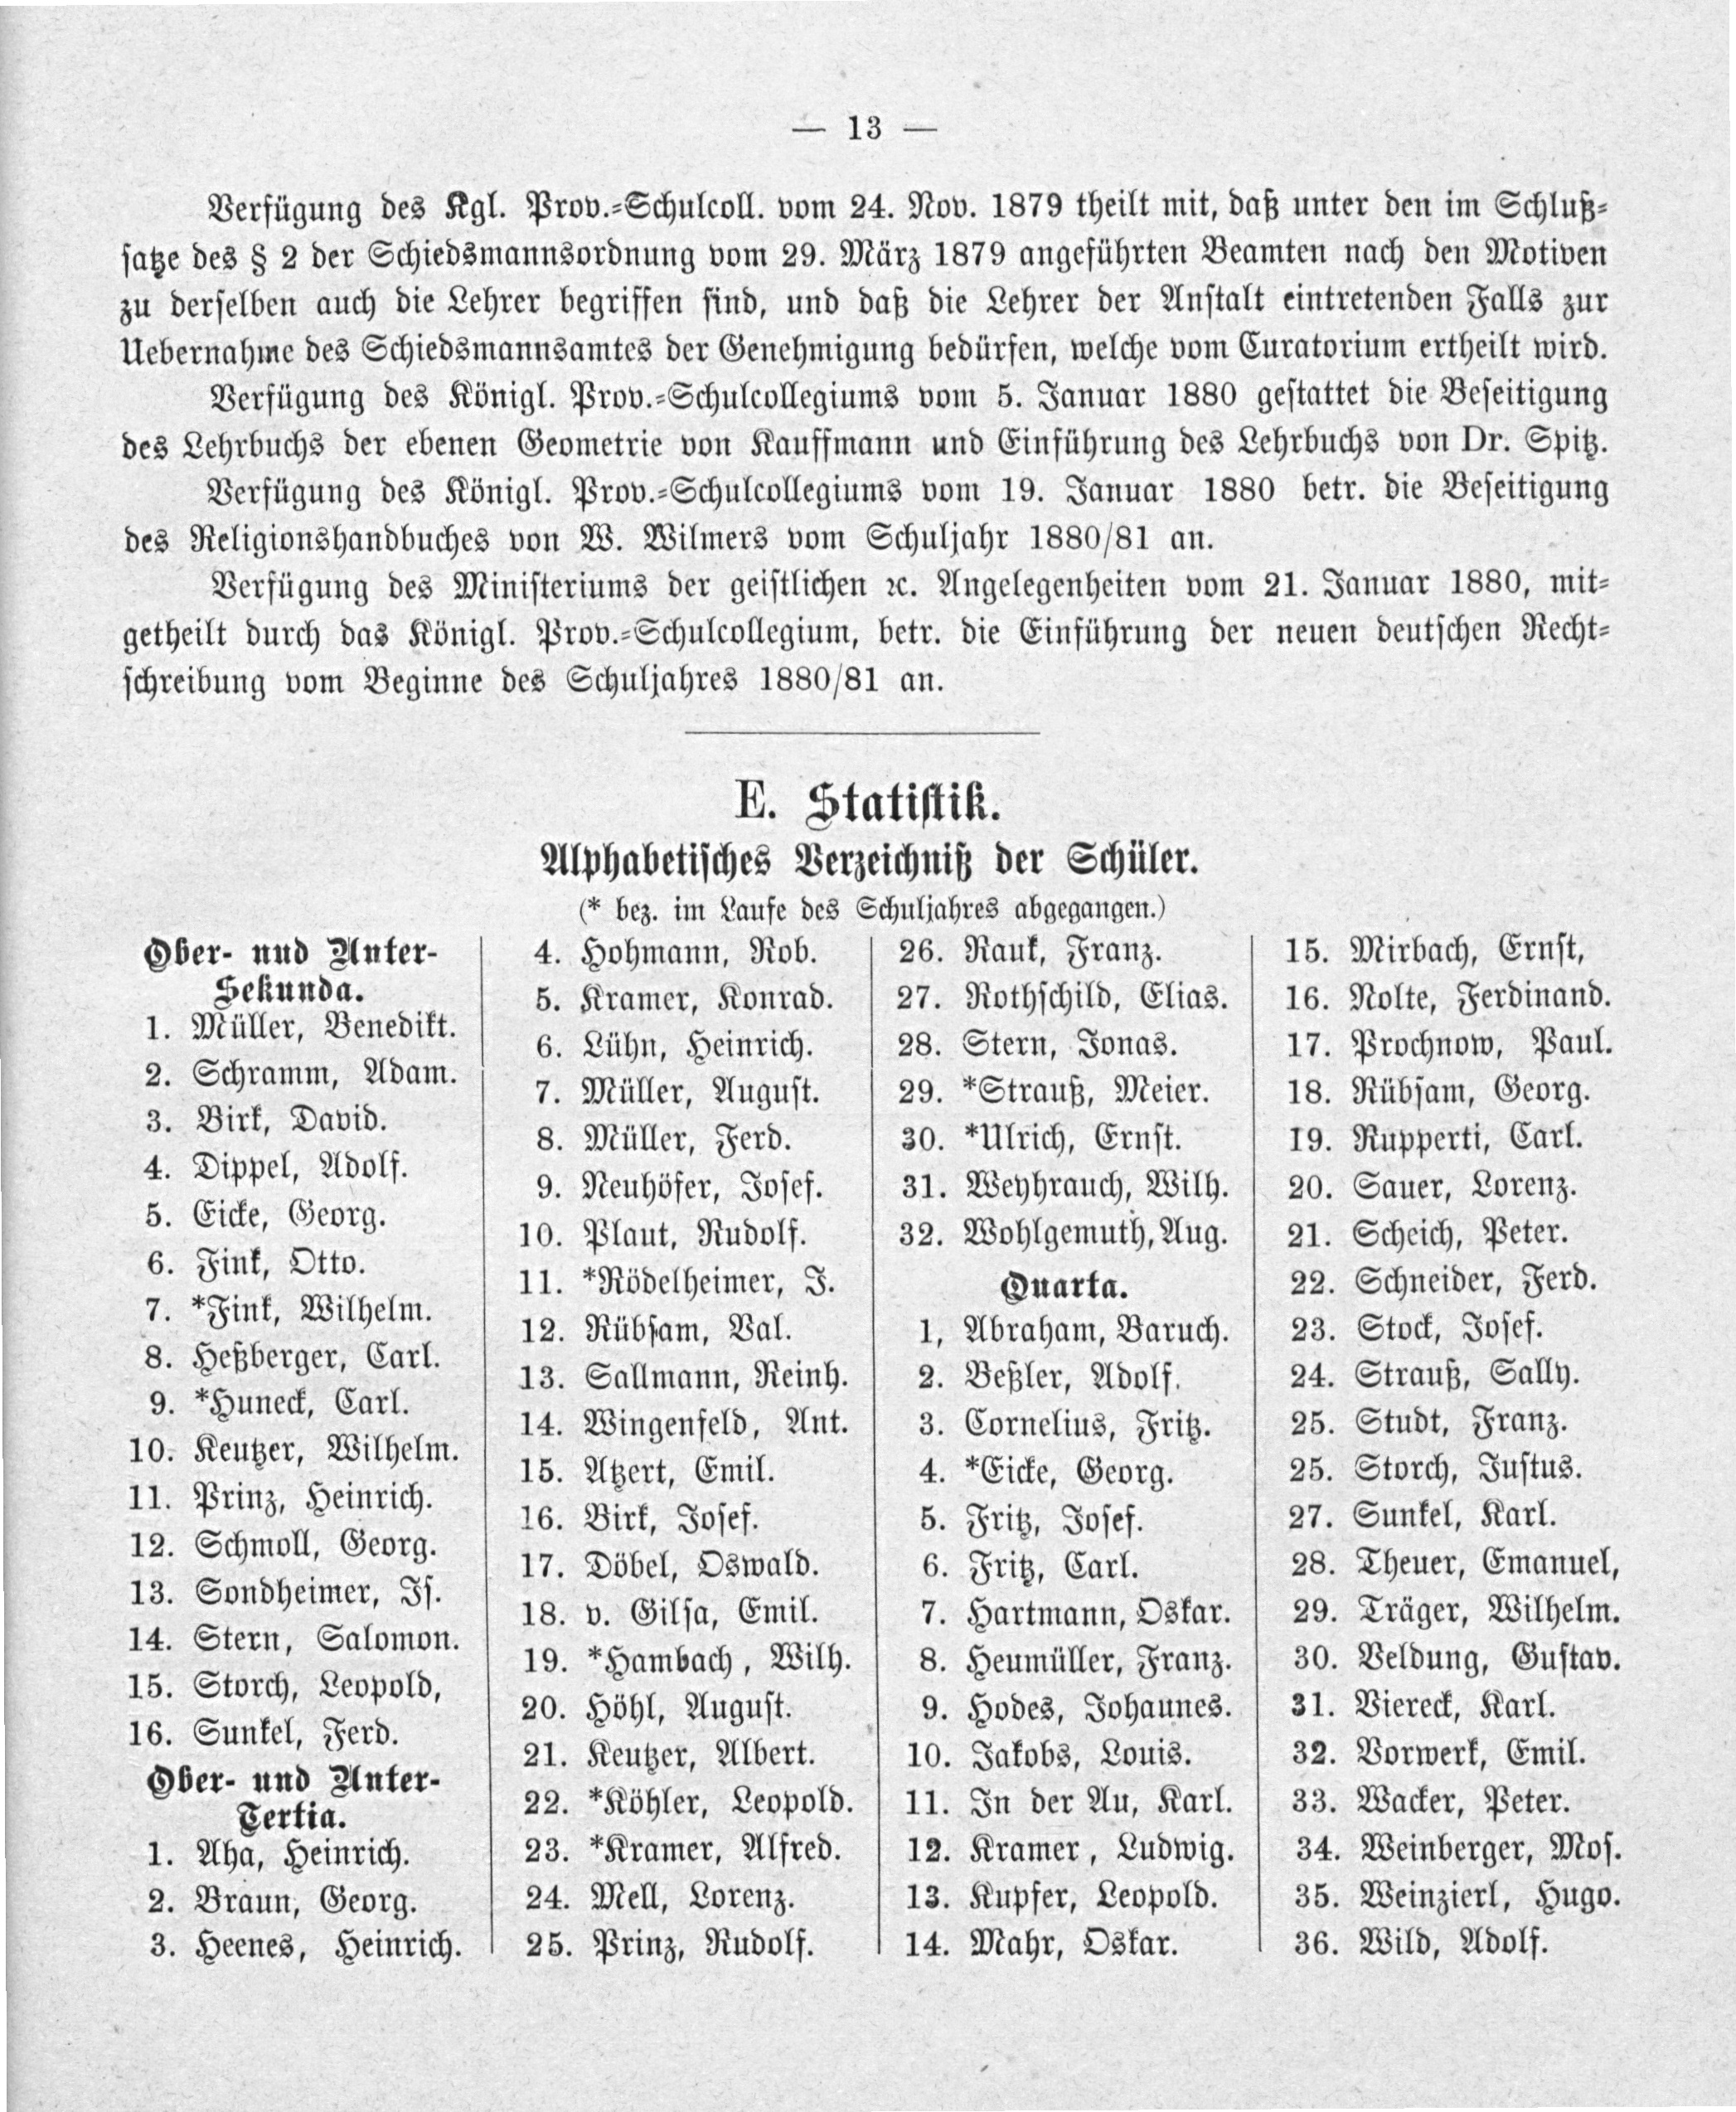 — 13 —
Verfügung des Kgl. Prov.-Schulcoll. vom 24. Nov. 1879 theilt mit, daß unter den im Schluß-
satze des § 2 der Schiedsmannsordnung vom 29. März 1879 angeführten Beamten nach den Motiven
zu derselben auch die Lehrer begriffen sind, und daß die Lehrer der Anstalt eintretenden Falls zur
Uebernahme des Schiedsmannsamtes der Genehmigung bedürfen, welche vom Curatorium ertheilt wird.
Verfügung des Königl. Prov.-Schulcollegiums vom 5. Januar 1880 gestattet die Beseitigung
des Lehrbuchs der ebenen Geometrie von Kauffmann und Einführung des Lehrbuchs von Dr. Spitz.
Verfügung des Königl. Prov.-Schulcollegiums vom 19. Januar 1880 betr. die Beseitigung
des Religionshandbuches von W. Wilmers vom Schuljahr 1880/81 an.
Verfügung des Ministeriums der geistlichen ꝛc. Angelegenheiten vom 21. Januar 1880, mit-
getheilt durch das Königl. Prov.-Schulcollegium, betr. die Einführung der neuen deutschen Recht-
schreibung vom Beginne des Schuljahres 1880/81 an.
E. Statistik.
Alphabetisches Verzeichniß der Schüler.
(* bez. im Laufe des Schuljahres abgegangen.)
Ober- und Unter-
Sekunda.
1. Müller, Benedikt.
2. Schramm, Adam.
3. Birk, David.
4. Dippel, Adolf.
5. Eicke, Georg.
6. Fink, Otto.
7. *Fink, Wilhelm.
8. Heßberger, Carl.
9. *Huneck, Carl.
10. Keutzer, Wilhelm.
11. Prinz, Heinrich.
12. Schmoll, Georg.
13. Sondheimer, Is.
14. Stern, Salomon.
15. Storch, Leopold,
16. Sunkel, Ferd.
Ober- und Unter-
Tertia.
1. Aha, Heinrich.
2. Braun, Georg.
3. Heenes, Heinrich.
4. Hohmann, Rob.
5. Kramer, Konrad.
6. Lühn, Heinrich.
7. Müller, August.
8. Müller, Ferd.
9. Neuhöfer, Josef.
10. Plaut, Rudolf.
11. *Rödelheimer, J.
12. Rübsam, Val.
13. Sallmann, Reinh.
14. Wingenfeld, Ant.
15. Atzert, Emil.
16. Birk, Josef.
17. Döbel, Oswald.
18. v. Gilsa, Emil.
19. *Hambach, Wilh.
20. Höhl, August.
21. Keutzer, Albert.
22. *Köhler, Leopold.
23. *Kramer, Alfred.
24. Mell, Lorenz.
25. Prinz, Rudolf.
26. Rauk, Franz.
27. Rothschild, Elias.
28. Stern, Jonas.
29. *Strauß, Meier.
30. *Ulrich, Ernst.
31. Weyhrauch, Wilh.
32. Wohlgemuth, Aug.
Quarta.
1, Abraham, Baruch.
2. Beßler, Adolf.
3. Cornelius, Fritz.
4. *Eicke, Georg.
5. Fritz, Josef.
6. Fritz, Carl.
7. Hartmann, Oskar.
8. Heumüller, Franz.
9. Hodes, Johannes.
10. Jakobs, Louis.
11. In der Au, Karl.
12. Kramer, Ludwig.
13. Kupfer, Leopold.
14. Mahr, Oskar.
15. Mirbach, Ernst,
16. Nolte, Ferdinand.
17. Prochnow, Paul.
18. Rübsam, Georg.
19. Rupperti, Carl.
20. Sauer, Lorenz.
21. Scheich, Peter.
22. Schneider, Ferd.
23. Stock, Josef.
24. Strauß, Sally.
25. Studt, Franz.
25. Storch, Justus.
27. Sunkel, Karl.
28. Theuer, Emanuel,
29. Träger, Wilhelm.
30. Veldung, Gustav.
31. Viereck, Karl.
32. Vorwerk, Emil.
33. Wacker, Peter.
34. Weinberger, Mos.
35. Weinzierl, Hugo.
36. Wild, Adolf.